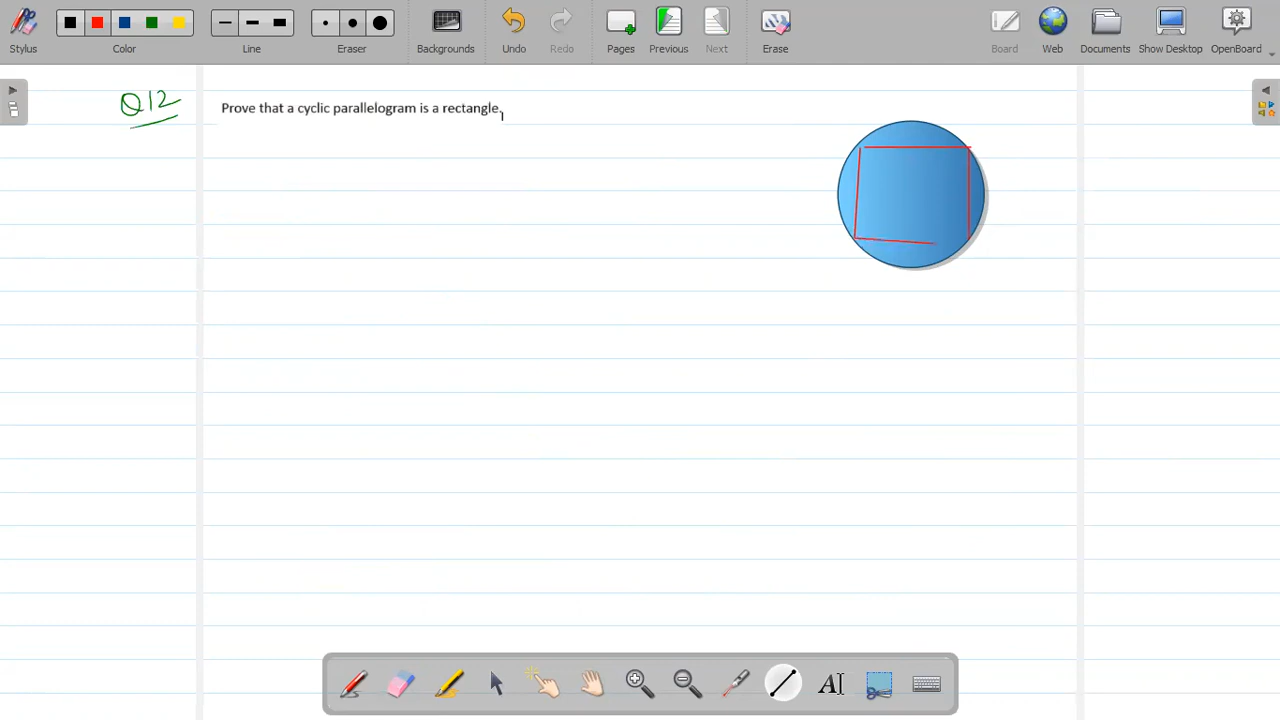 Stylus Color Line Eraser Backgrounds Undo Redo Pages Previous Next Erase Board Web Documents Show Desktop OpenBoard
Q12 Prove that a cyclic parallelogram is a rectangle.